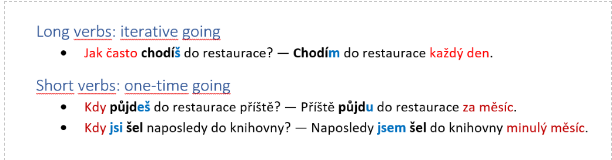 Long verbs: iterative going
Jak často chodíš do restaurace? — Chodím do restaurace každý den.
Short verbs: one-time going
Kdy půjdeš do restaurace příště? — Příště půjdu do restaurace za měsíc.
Kdy jsi šel naposledy do knihovny? — Naposledy jsem šel do knihovny minulý měsíc.